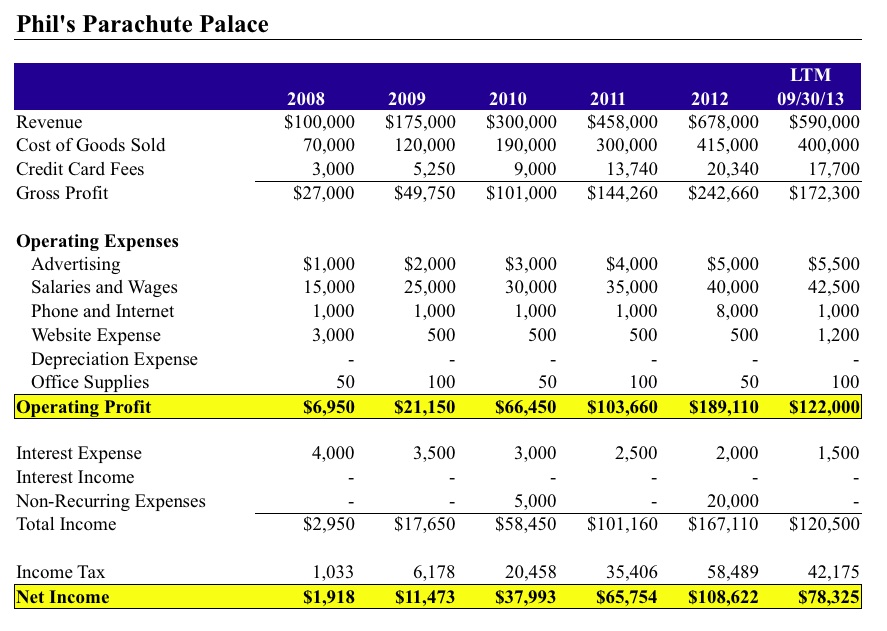 Phil's Parachute Palace
LTM
2008 2009 2010 2011 2012 09/30/13
Revenue $100,000 $175,000 $300,000 $458,000 $678,000 $590,000
Cost of Goods Sold 70,000 120,000 190,000 300,000 415,000 400,000
Credit Card Fees 3,000 5,250 9,000 13,740 20,340 17,700
Gross Profit $27,000 $49,750 $101,000 $144,260 $242,660 $172,300
Operating Expenses
Advertising $1,000 $2,000 $3,000 $4,000 $5,000 $5,500
Salaries and Wages 15,000 25,000 30,000 35,000 40,000 42,500
Phone and Internet 1,000 1,000 1,000 1,000 8,000 1,000
Website Expense 3,000 500 500 500 500 1,200
Depreciation Expense - - - - - -
Office Supplies 50 100 50 100 50 100
Operating Profit $6,950 $21,150 $66,450 $103,660 $189,110 $122,000
Interest Expense 4,000 3,500 3,000 2,500 2,000 1,500
Interest Income - - - - - -
Non-Recurring Expenses - - 5,000 - 20,000 -
Total Income $2,950 $17,650 $58,450 $101,160 $167,110 $120,500
Income Tax 1,033 6,178 20,458 35,406 58,489 42,175
Net Income $1,918 $11,473 $37,993 $65,754 $108,622 $78,325